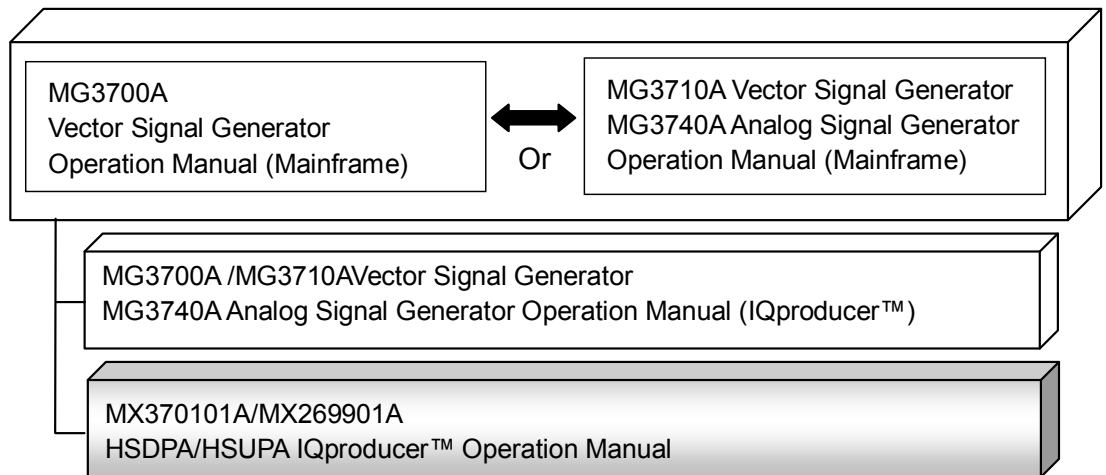 MG3700A
Vector Signal Generator
Operation Manual (Mainframe)
Or
MG3710A Vector Signal Generator
MG3740A Analog Signal Generator
Operation Manual (Mainframe)
MG3700A /MG3710AVector Signal Generator
MG3740A Analog Signal Generator Operation Manual (IQproducer™)
MX370101A/MX269901A
HSDPA/HSUPA IQproducer™ Operation Manual